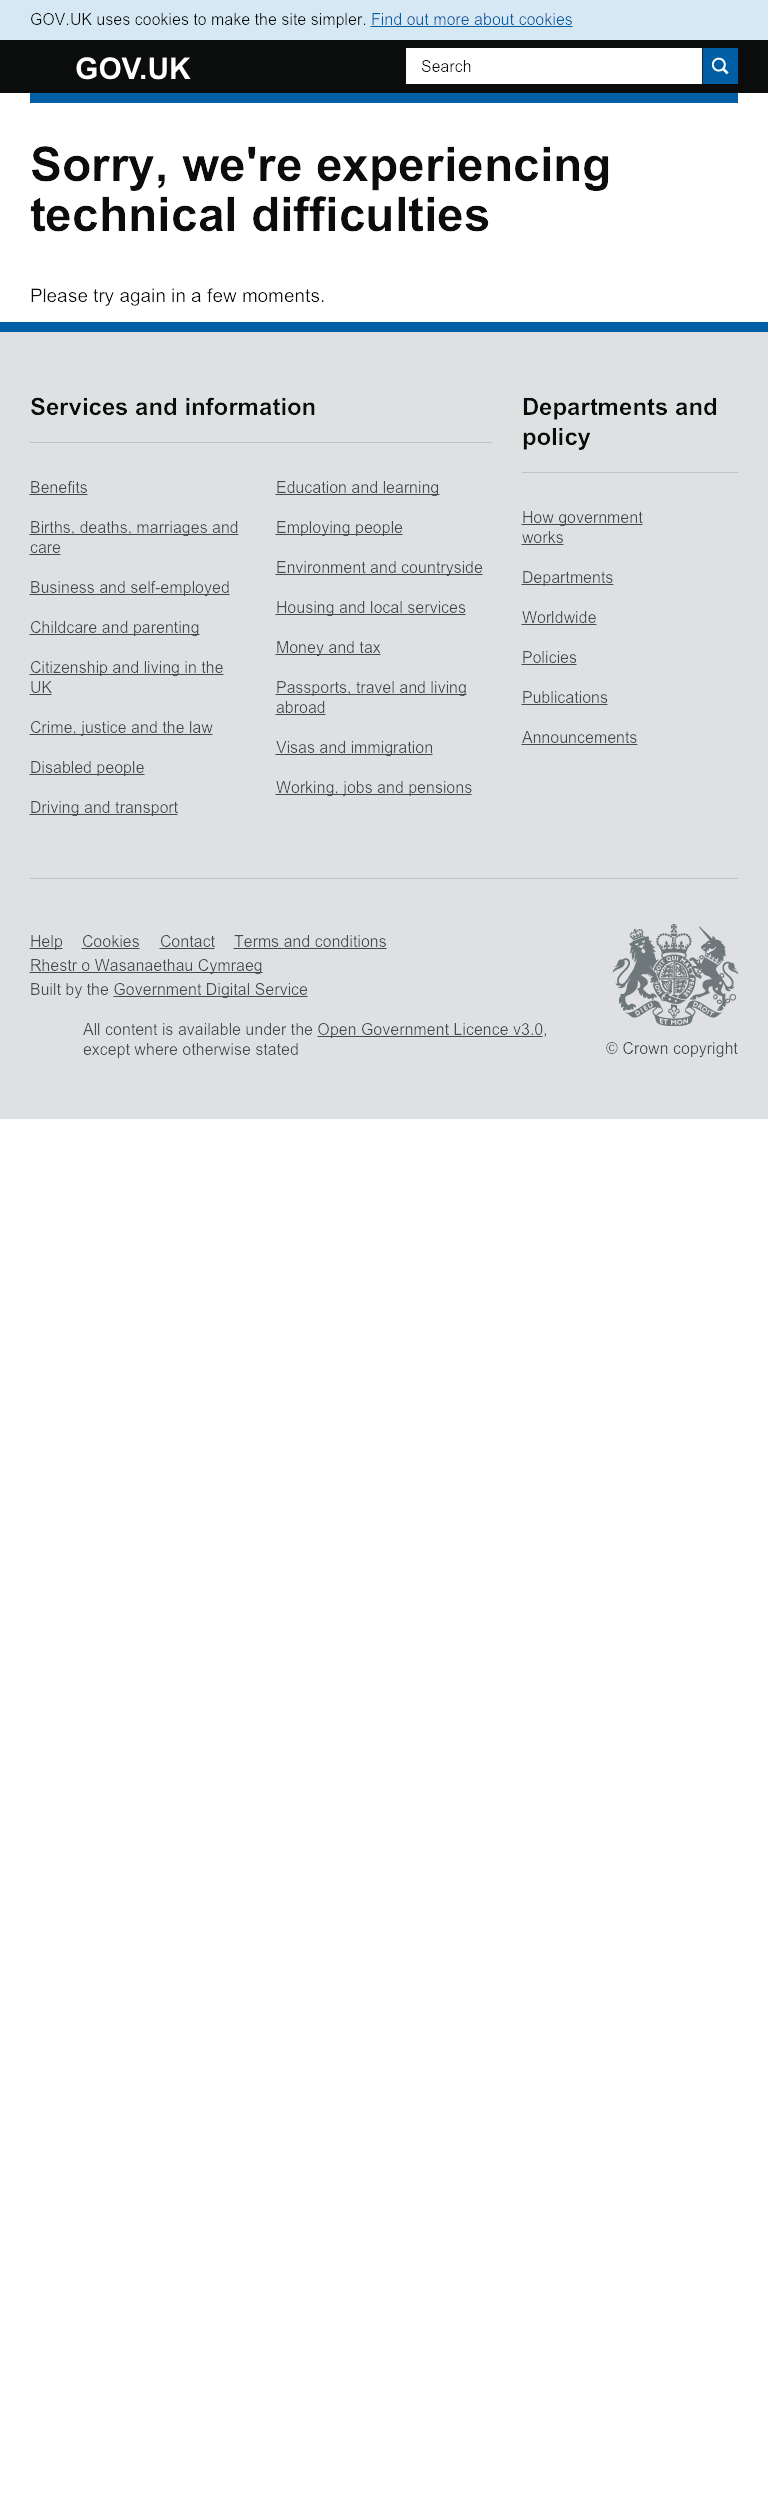 GOV.UK uses cookies to make the site simpler. Find out more about cookies
GOV.UK
Search
Sorry, we're experiencing
technical difficulties
Please try again in a few moments.
Services and information
Benefits
Births, deaths, marriages and
care
Business and self-employed
Childcare and parenting
Citizenship and living in the
UK
Crime, justice and the law
Disabled people
Driving and transport
Education and learning
Employing people
Environment and countryside
Housing and local services
Money and tax
Passports, travel and living
abroad
Visas and immigration
Working, jobs and pensions
Departments and
policy
How government
works
Departments
Worldwide
Policies
Publications
Announcements
Help Cookies Contact Terms and conditions
Rhestr o Wasanaethau Cymraeg
Built by the Government Digital Service
All content is available under the Open Government Licence v3.0,
except where otherwise stated
DIEU ET MON DROIT
© Crown copyright